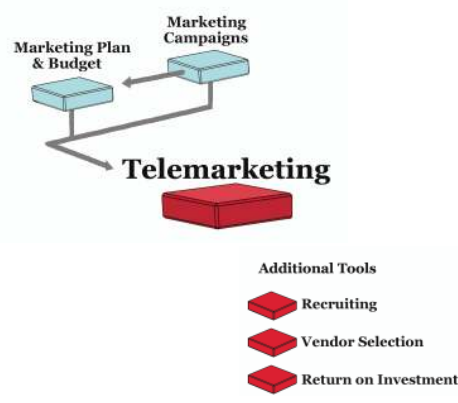 Marketing
Campaigns
Marketing Plan
& Budget
Telemarketing
Additional Tools
Recruiting
Vendor Selection
Return on Investment